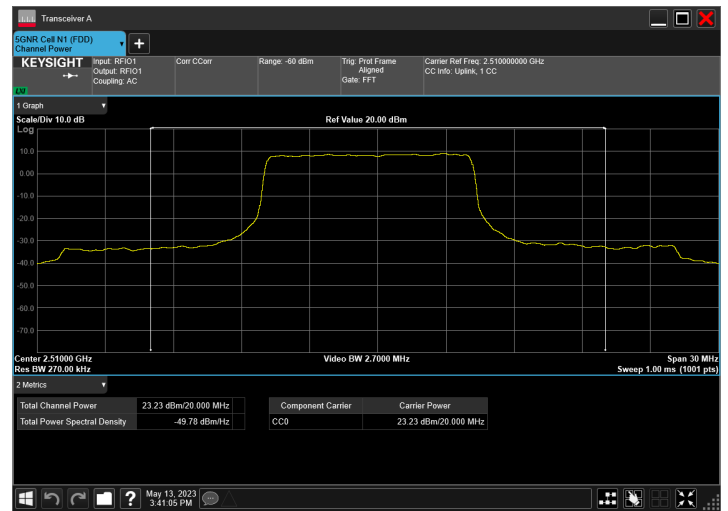 Transceiver A
5GNR Cell N1 (FDD)
Channel Power
KEYSIGHT
Input: RFIO1
Output: RFIO1
Coupling: AC
Corr CCorr
Range: -60 dBm
Trig: Prot Frame
Aligned
Gate: FFT
Carrier Ref Freq: 2.510000000 GHz
CC Info: Uplink, 1 CC
LXI
1 Graph
Scale/Div 10.0 dB
Ref Value 20.00 dBm
Log
10.0
0.00
-10.0
-20.0
-30.0
-40.0
-50.0
-60.0
-70.0
Center 2.51000 GHz
Video BW 2.7000 MHz
Span 30 MHz
Res BW 270.00 kHz
Sweep 1.00 ms (1001 pts)
2 Metrics
Total Channel Power 23.23 dBm/20.000 MHz
Total Power Spectral Density -49.78 dBm/Hz
Component Carrier Carrier Power
CC0 23.23 dBm/20.000 MHz
May 13, 2023
3:41:05 PM